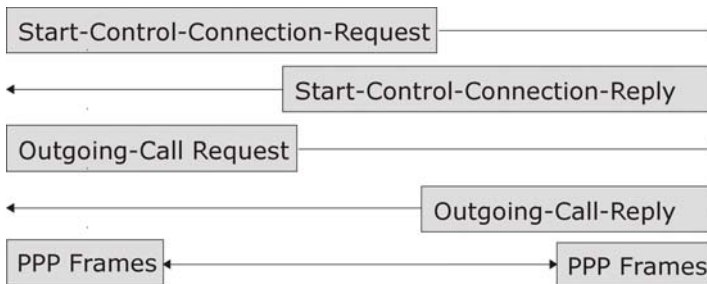 Start-Control-Connection-Request
Start-Control-Connection-Reply
Outgoing-Call Request
Outgoing-Call-Reply
PPP Frames
PPP Frames